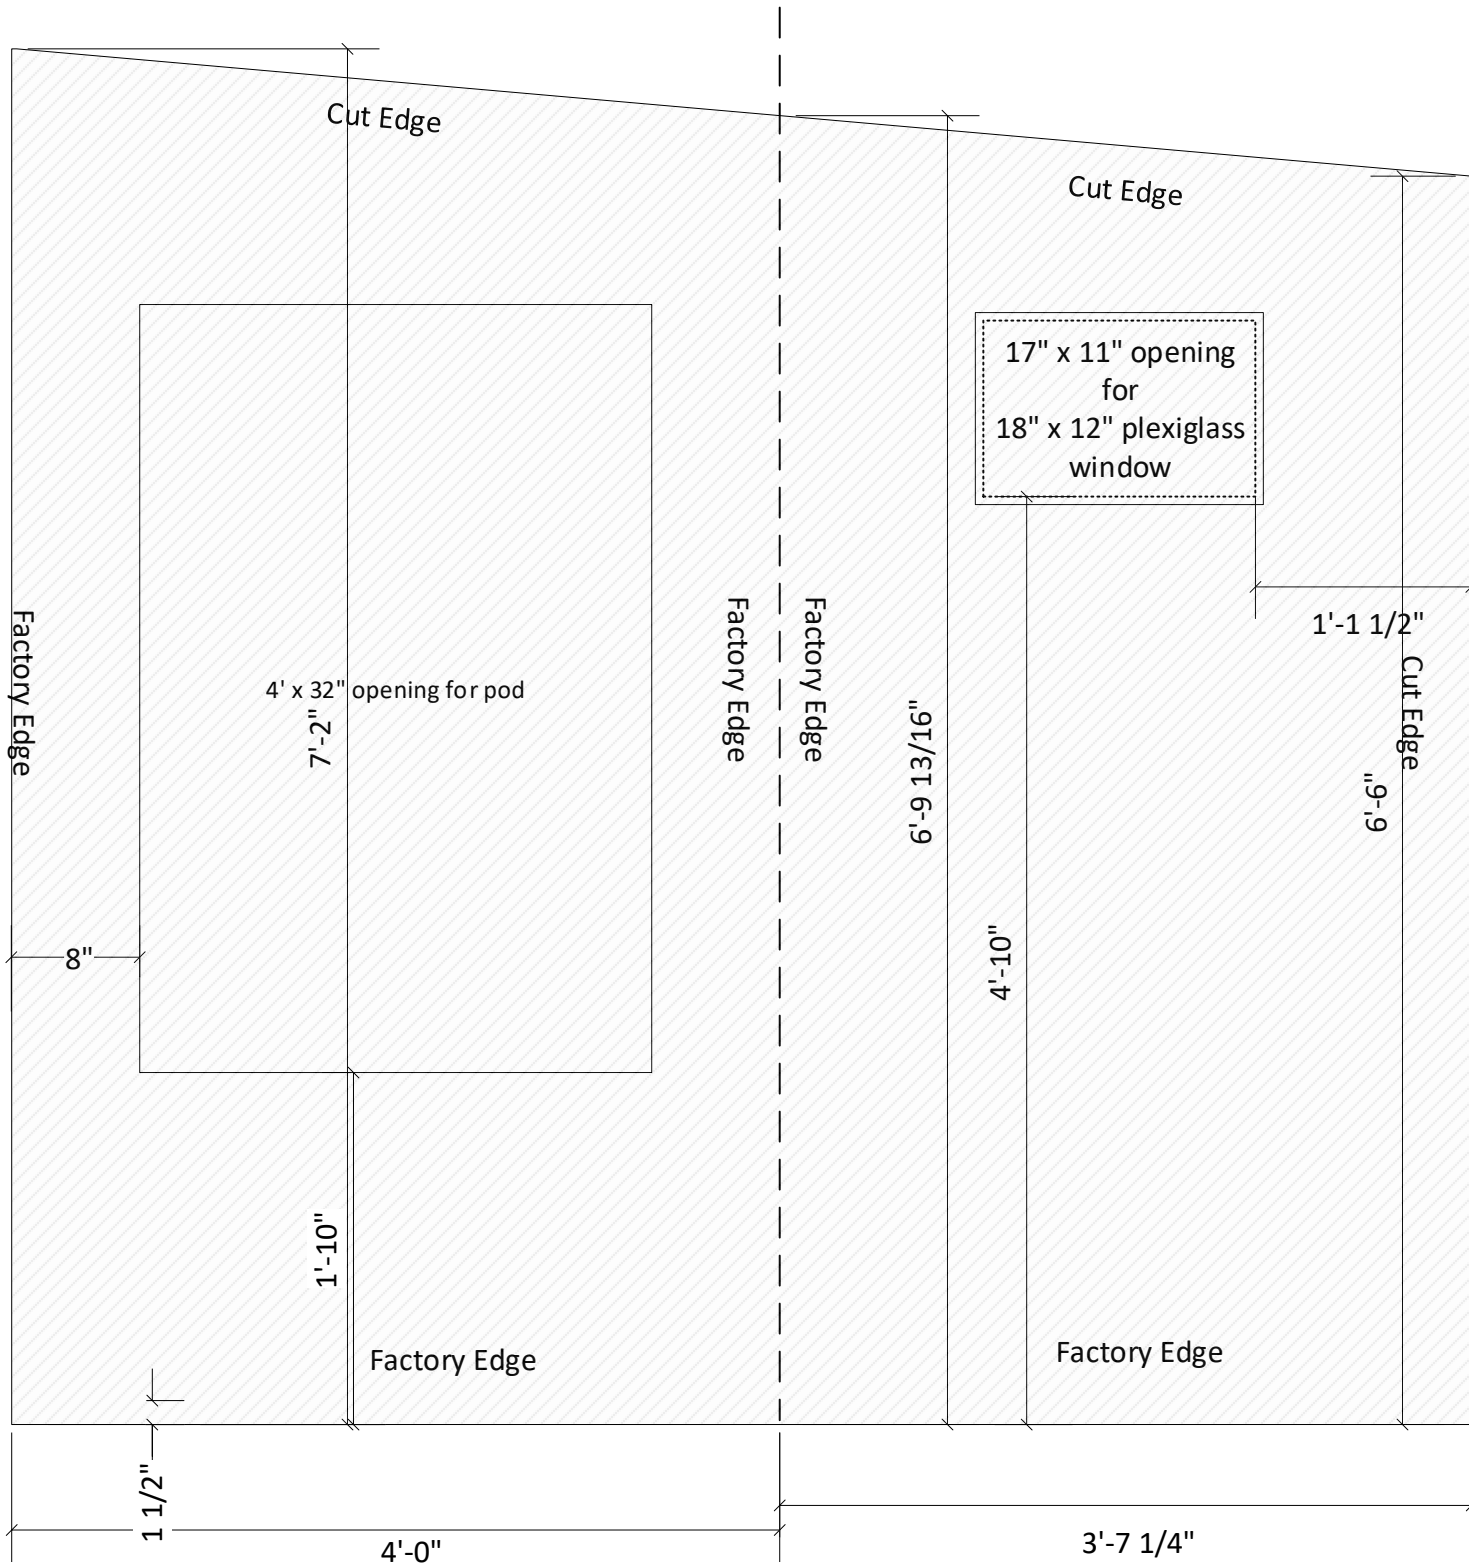 Cut Edge
Cut Edge
17" x 11" opening
for
18" x 12" plexiglass
window
1'-1 1/2"
Factory Edge
4' x 32" opening for pod
7'-2"
Factory Edge
Factory Edge
6'-9 13/16"
Cut Edge
6'-6"
8"
4'-10"
1'-10"
Factory Edge
Factory Edge
1 1/2"
4'-0"
3'-7 1/4"